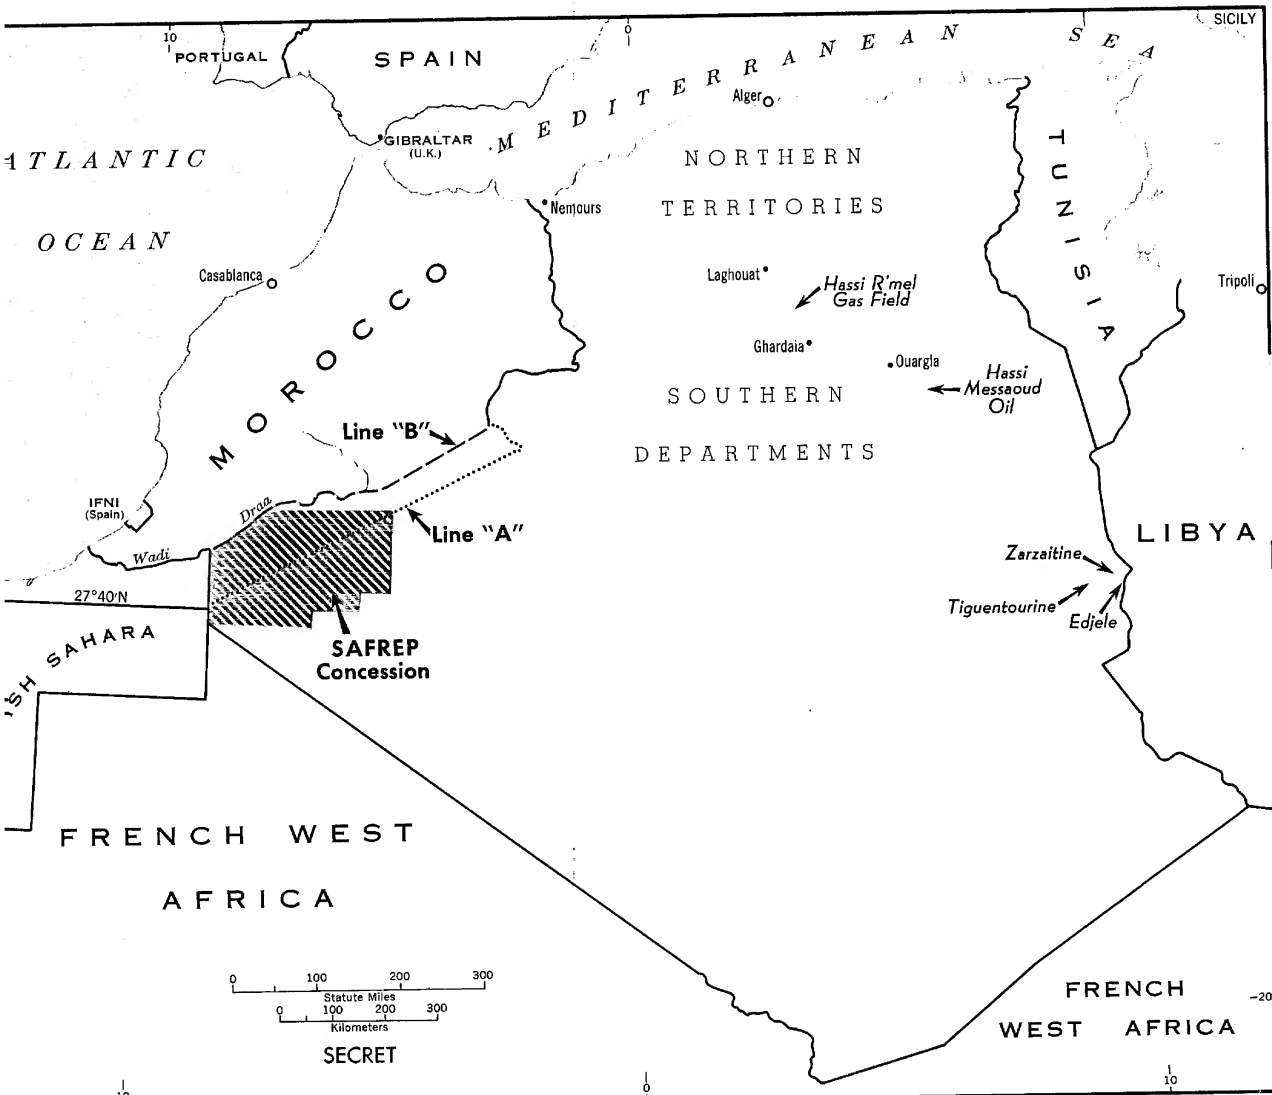 10
0
SICILY
PORTUGAL
SPAIN
MEDITERRANEAN SEA
Alger
GIBRALTAR
(U.K.)
ATLANTIC
OCEAN
NORTHERN
TERRITORIES
TUNISIA
Nemours
Casablanca
Laghouat
Hassi R'mel
Gas Field
Tripoli
MOROCCO
Ghardaia
Ouargla
Hassi
Messaoud
Oil
SOUTHERN
DEPARTMENTS
Line "B"
IFNI
(Spain)
Draa
Wadi
Line "A"
LIBYA
Zarzaitine
Tiguentourine
Edjele
27°40'N
SAHARA
SAFREP
Concession
FRENCH WEST
AFRICA
0 100 200 300
Statute Miles
0 100 200 300
Kilometers
SECRET
FRENCH
WEST AFRICA
-20
0
10